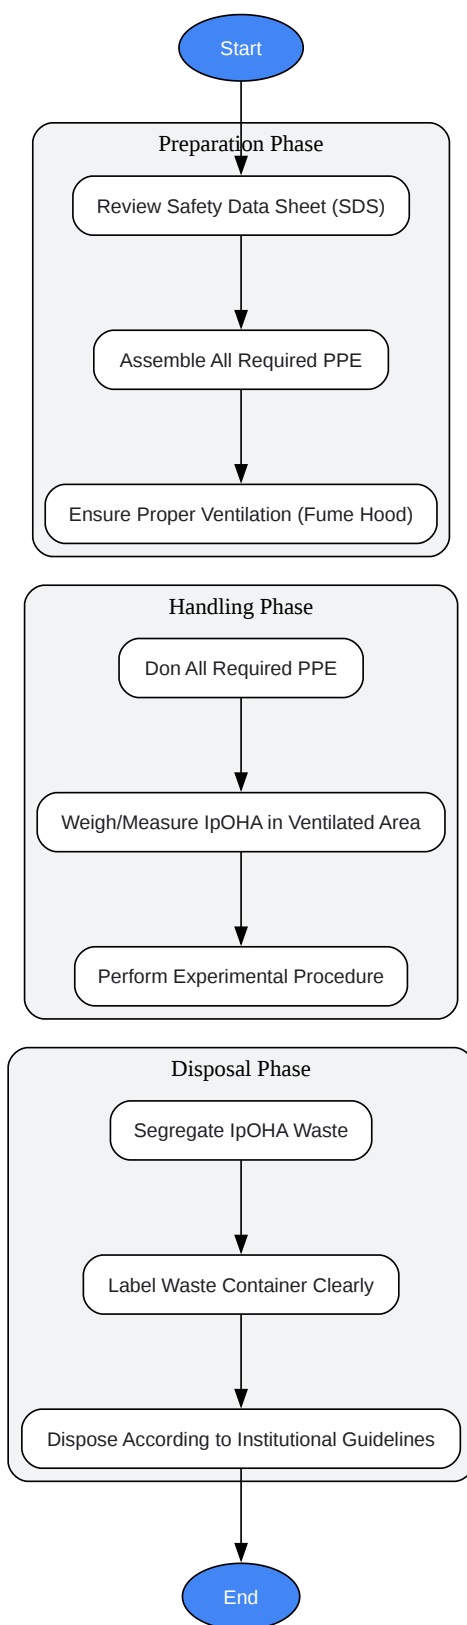 Start
Preparation Phase
Review Safety Data Sheet (SDS)
Assemble All Required PPE
Ensure Proper Ventilation (Fume Hood)
Handling Phase
Don All Required PPE
Weigh/Measure IpOHA in Ventilated Area
Perform Experimental Procedure
Disposal Phase
Segregate IpOHA Waste
Label Waste Container Clearly
Dispose According to Institutional Guidelines
End